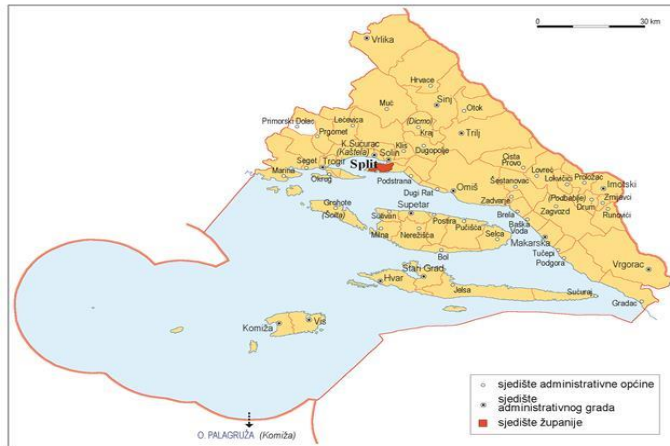 0 30 km
Vrlika
Hrvace
Sinj
Muć
Otok
Primorski Dolac
Lećevica
(Dicmo)
Kraj
Trilj
Prgomet
K.Sućurac
(Kaštela)
Klis
Dugopolje
Solin
Seget
Trogir
Split
Marina
Okrug
Podstrana
Cista
Provo
Lovreć
Lokvičići
Proložac
Imotski
Šestanovac
Dugi Rat
Omiš
(Podbablje)
Zmijavci
Zadvarje
Drum
Runovići
Zagvozd
Grohote
(Šolta)
Supetar
Sutivan
Postira
Brela
Pučišća
Baška
Voda
Milna
Nerežišća
Selca
Makarska
Bol
Tučepi
Podgora
Vrgorac
Stari Grad
Hvar
Jelsa
Sućuraj
Gradac
Komiža
Vis
O. PALAGRUŽA (Komiža)
sjedište administrativne općine
sjedište
administrativnog grada
sjedište županije